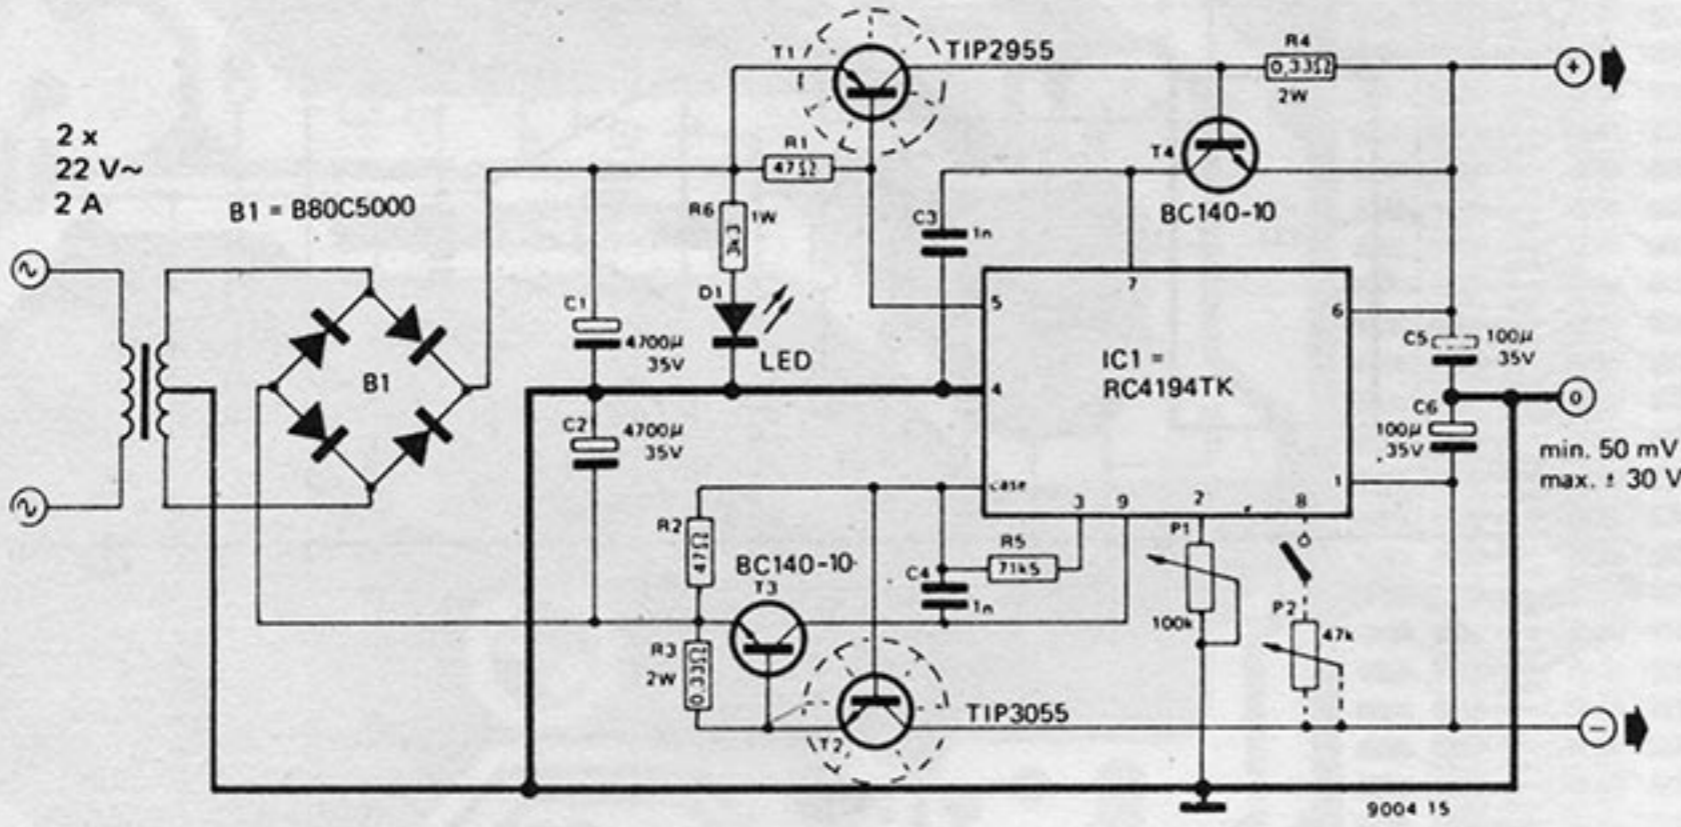 2 x
22 V~
2 A
B1 = B80C5000
B1
T1
TIP2955
R1
47Ω
R4
0,33Ω
2W
T4
BC140-10
R6
1W
3k3
D1
LED
C1
4700µ
35V
C2
4700µ
35V
C3
1n
5
7
6
4
IC1 =
RC4194TK
case
3
9
2
8
1
C5
100µ
35V
C6
100µ
35V
+
0
min. 50 mV
max. ± 30 V
R2
47Ω
BC140-10
T3
R3
2W
0,33Ω
C4
1n
R5
71k5
P1
100k
P2
47k
T2
TIP3055
−
9004 15